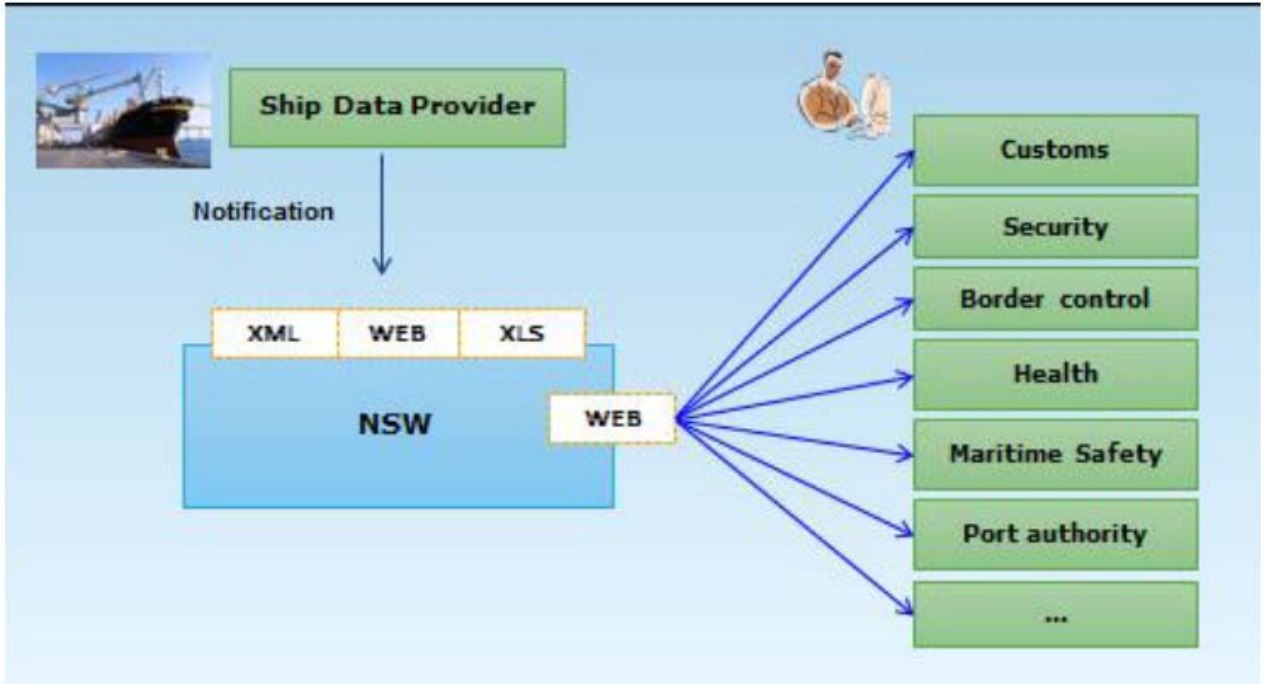 Ship Data Provider
Notification
XML WEB XLS
NSW
WEB
Customs
Security
Border control
Health
Maritime Safety
Port authority
...